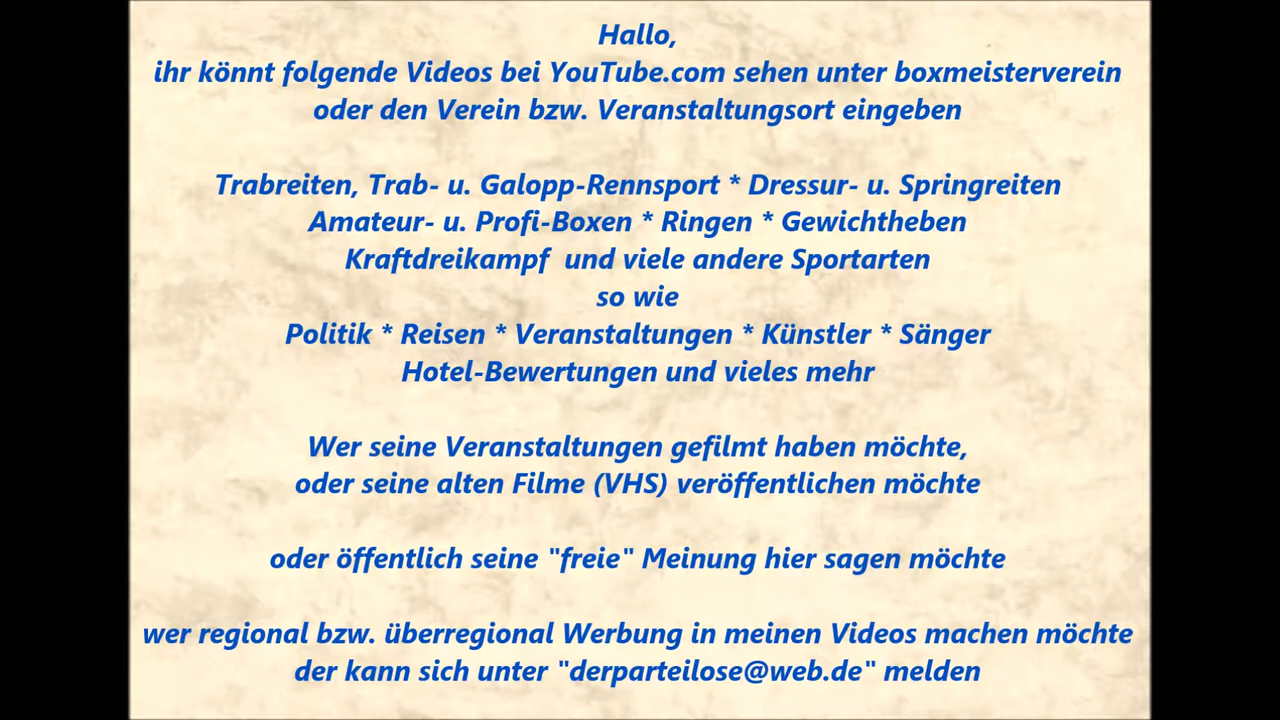 Hallo,
ihr könnt folgende Videos bei YouTube.com sehen unter boxmeisterverein
oder den Verein bzw. Veranstaltungsort eingeben
Trabreiten, Trab- u. Galopp-Rennsport * Dressur- u. Springreiten
Amateur- u. Profi-Boxen * Ringen * Gewichtheben
Kraftdreikampf und viele andere Sportarten
so wie
Politik * Reisen * Veranstaltungen * Künstler * Sänger
Hotel-Bewertungen und vieles mehr
Wer seine Veranstaltungen gefilmt haben möchte,
oder seine alten Filme (VHS) veröffentlichen möchte
oder öffentlich seine "freie" Meinung hier sagen möchte
wer regional bzw. überregional Werbung in meinen Videos machen möchte
der kann sich unter "derparteilose@web.de" melden